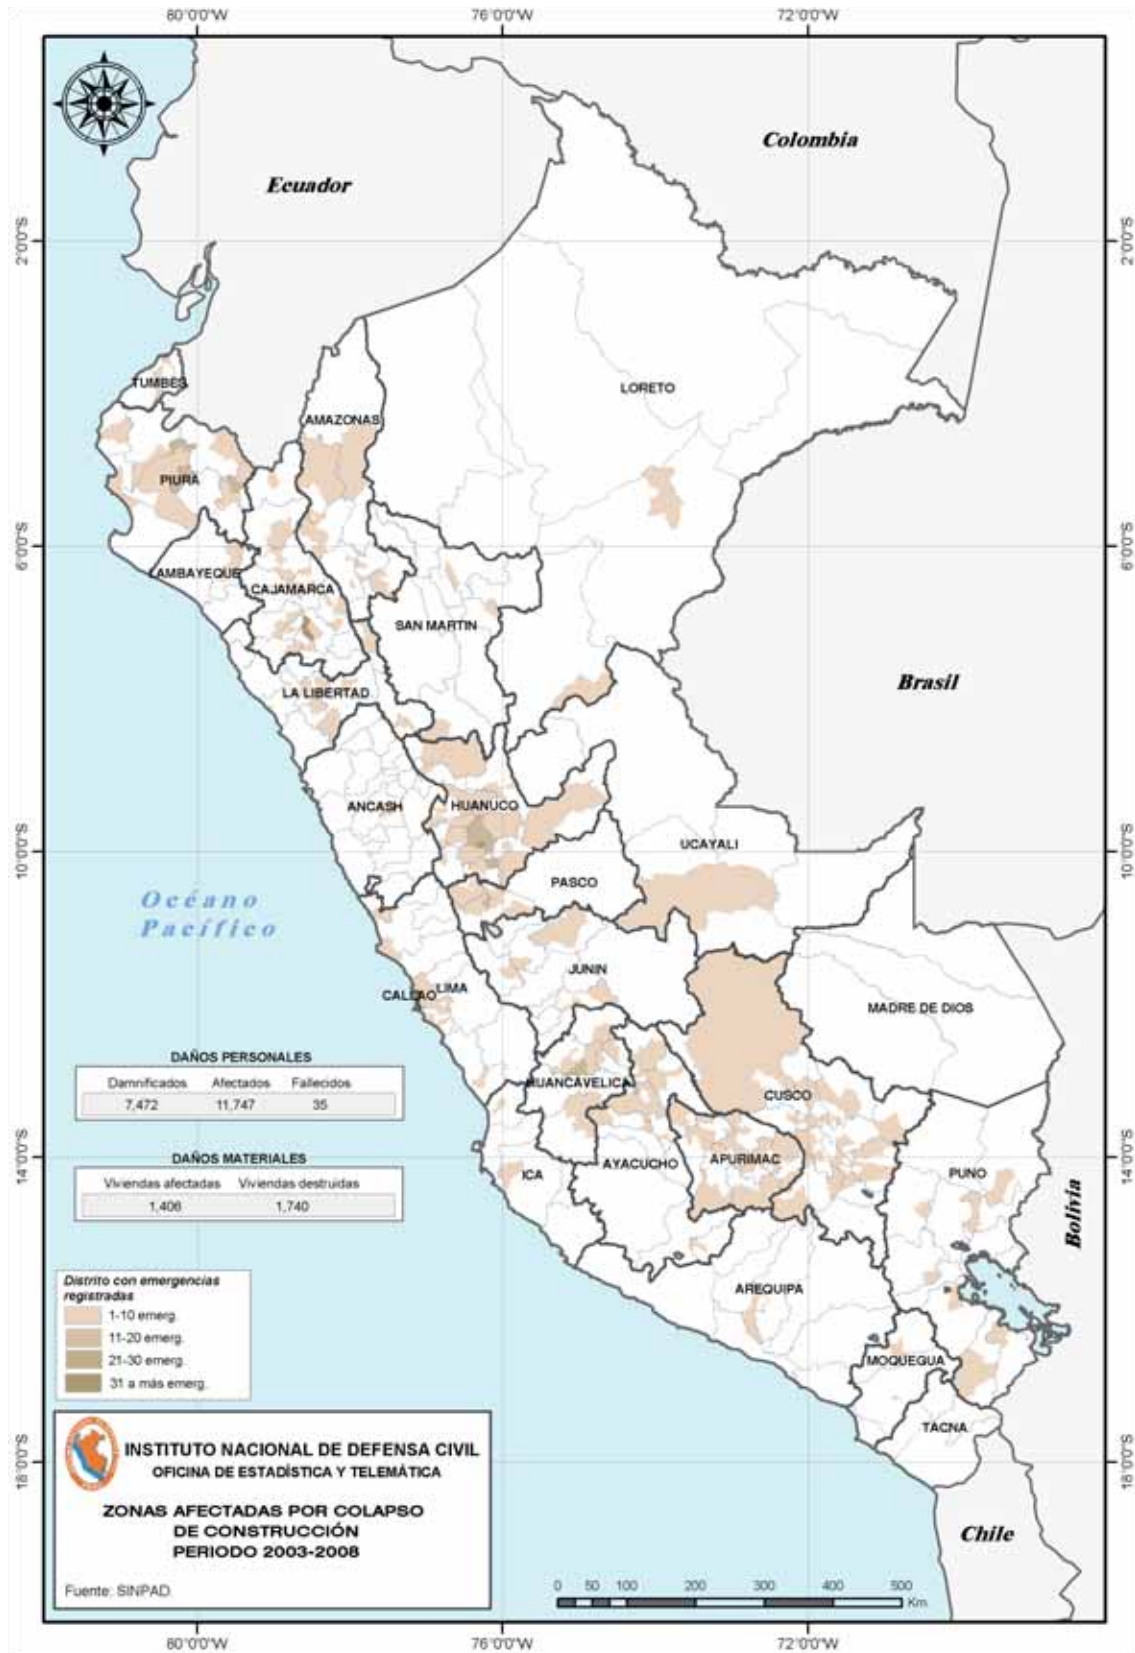 80°0'0"W
76°0'0"W
72°0'0"W
Colombia
Ecuador
2°0'0"S
2°0'0"S
TUMBES
LORETO
AMAZONAS
PIURA
6°0'0"S
6°0'0"S
LAMBAYEQUE
CAJAMARCA
SAN MARTIN
Brasil
LA LIBERTAD
ANCASH
HUANUCO
UCAYALI
10°0'0"S
10°0'0"S
PASCO
Océano
Pacífico
JUNIN
CALLAO
LIMA
MADRE DE DIOS
DAÑOS PERSONALES
Damnificados Afectados Fallecidos
7,472 11,747 35
HUANCAVELICA
CUSCO
14°0'0"S
14°0'0"S
DAÑOS MATERIALES
Viviendas afectadas Viviendas destruidas
1,406 1,740
ICA
AYACUCHO
APURIMAC
PUNO
Bolivia
AREQUIPA
Distrito con emergencias
registradas
1-10 emerg.
11-20 emerg.
21-30 emerg.
31 a más emerg.
MOQUEGUA
TACNA
INSTITUTO NACIONAL DE DEFENSA CIVIL
OFICINA DE ESTADÍSTICA Y TELEMÁTICA
18°0'0"S
18°0'0"S
ZONAS AFECTADAS POR COLAPSO
DE CONSTRUCCIÓN
PERIODO 2003-2008
Chile
Fuente: SINPAD
0 50 100 200 300 400 500
Km
80°0'0"W
76°0'0"W
72°0'0"W